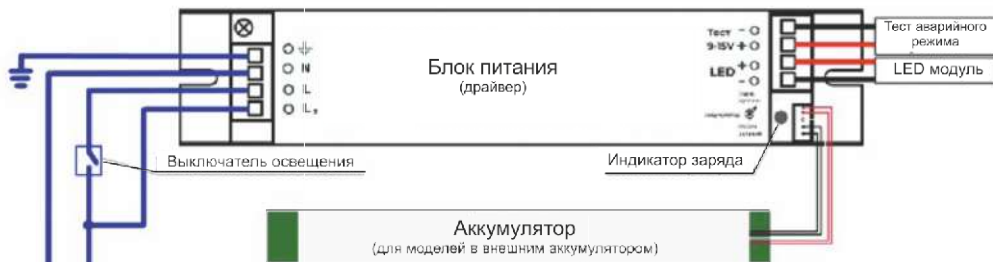 Тест −
9-15V +
LED +
−
N
L
L
Блок питания
(драйвер)
Тест аварийного
режима
LED модуль
Выключатель освещения
Индикатор заряда
Аккумулятор
(для моделей в внешним аккумулятором)